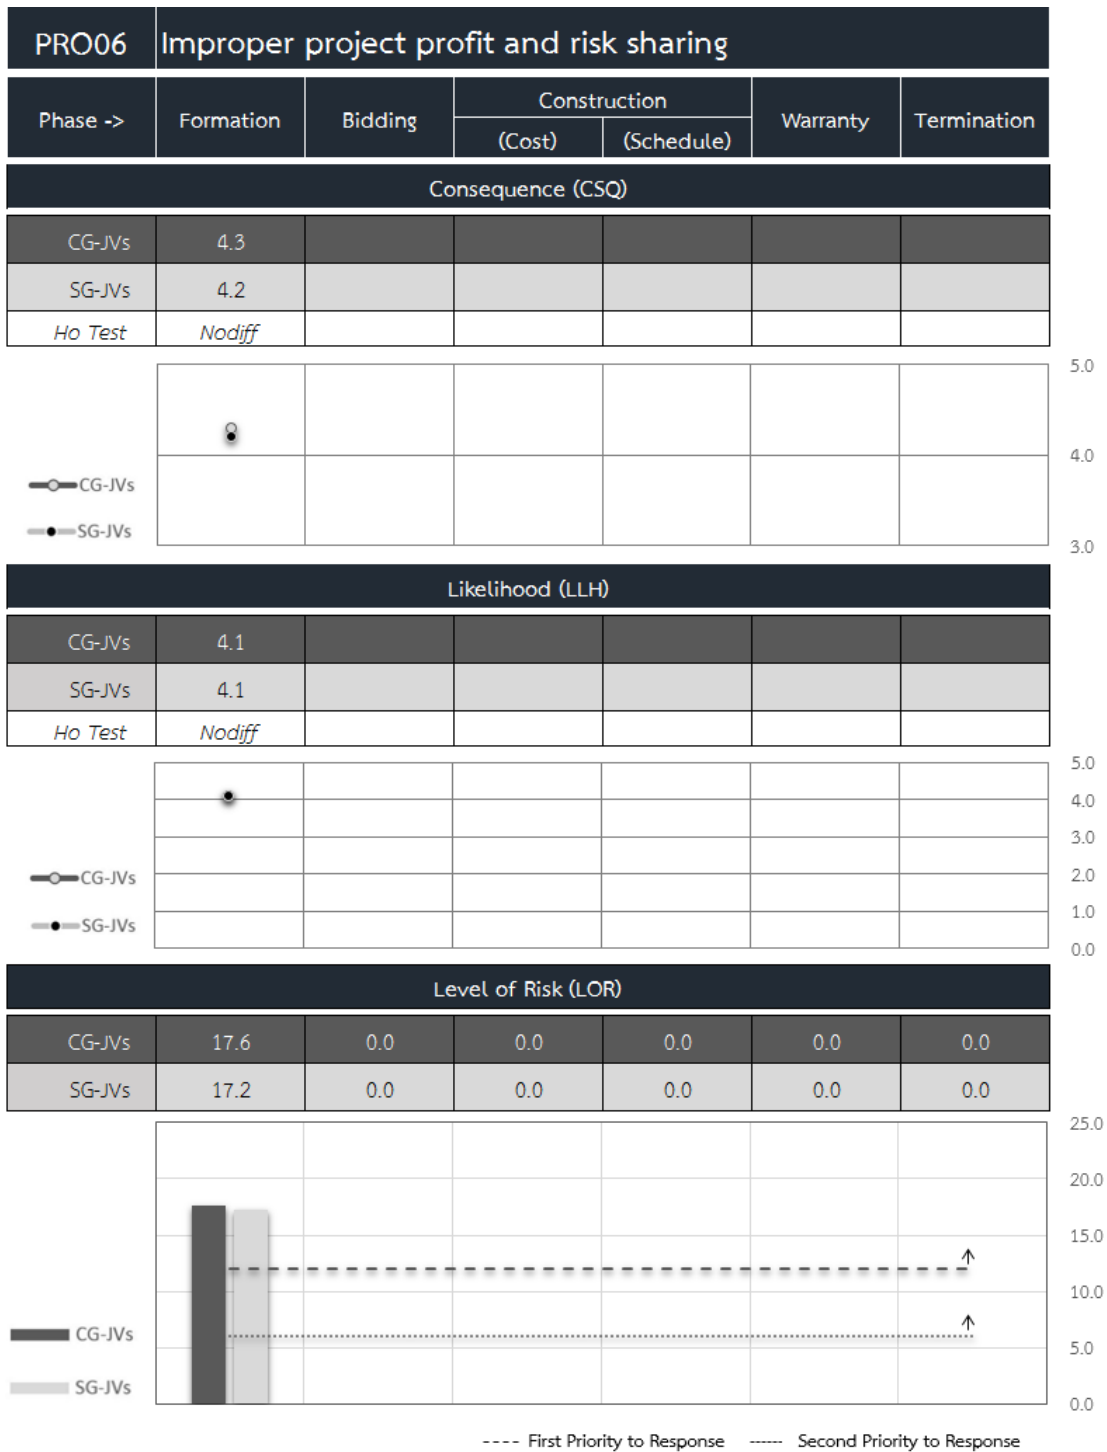 PRO06 Improper project profit and risk sharing
Phase -> Formation Bidding Construction Warranty Termination
(Cost) (Schedule)
Consequence (CSQ)
CG-JVs 4.3
SG-JVs 4.2
Ho Test Nodiff
5.0
4.0
CG-JVs
SG-JVs
3.0
Likelihood (LLH)
CG-JVs 4.1
SG-JVs 4.1
Ho Test Nodiff
5.0
4.0
3.0
CG-JVs 2.0
1.0
SG-JVs
0.0
Level of Risk (LOR)
CG-JVs 17.6 0.0 0.0 0.0 0.0 0.0
SG-JVs 17.2 0.0 0.0 0.0 0.0 0.0
25.0
20.0
15.0
10.0
CG-JVs
5.0
SG-JVs
0.0
---- First Priority to Response ------ Second Priority to Response